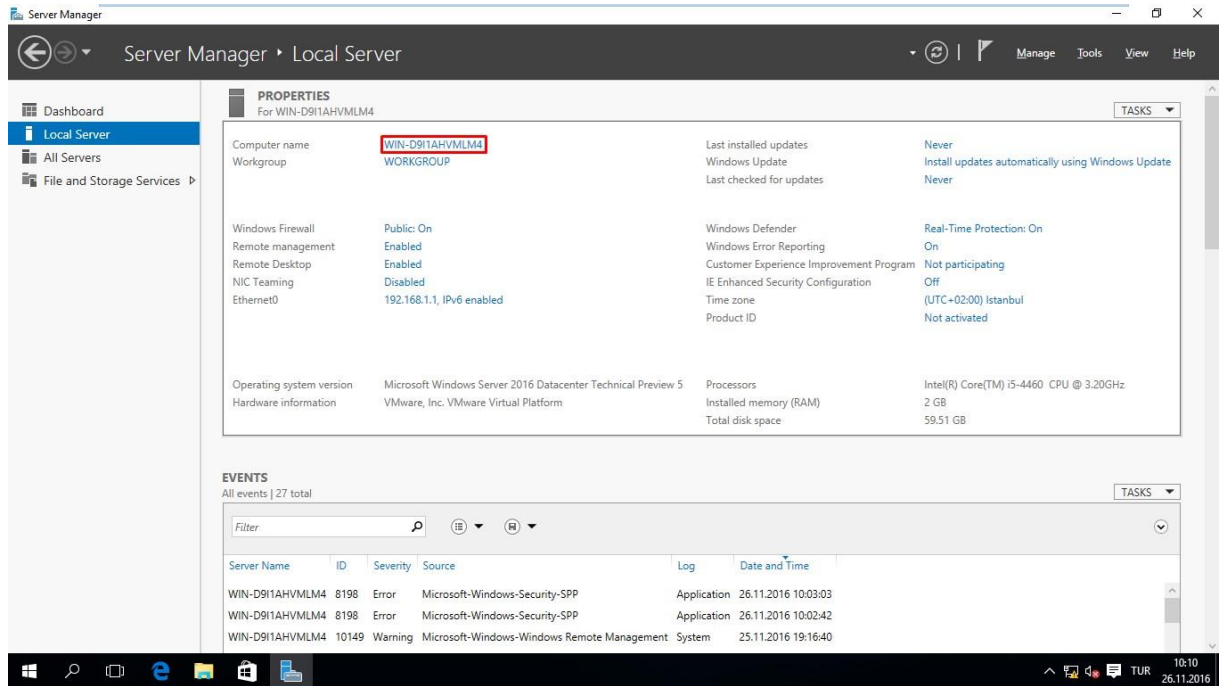 Server Manager
Server Manager ‣ Local Server
Manage Tools View Help
Dashboard
Local Server
All Servers
File and Storage Services
PROPERTIES
For WIN-D9I1AHVMLM4
TASKS
Computer name WIN-D9I1AHVMLM4 Last installed updates Never
Workgroup WORKGROUP Windows Update Install updates automatically using Windows Update
Last checked for updates Never
Windows Firewall Public: On Windows Defender Real-Time Protection: On
Remote management Enabled Windows Error Reporting On
Remote Desktop Enabled Customer Experience Improvement Program Not participating
NIC Teaming Disabled IE Enhanced Security Configuration Off
Ethernet0 192.168.1.1, IPv6 enabled Time zone (UTC+02:00) Istanbul
Product ID Not activated
Operating system version Microsoft Windows Server 2016 Datacenter Technical Preview 5 Processors Intel(R) Core(TM) i5-4460 CPU @ 3.20GHz
Hardware information VMware, Inc. VMware Virtual Platform Installed memory (RAM) 2 GB
Total disk space 59.51 GB
EVENTS
All events | 27 total
TASKS
Filter
Server Name ID Severity Source Log Date and Time
WIN-D9I1AHVMLM4 8198 Error Microsoft-Windows-Security-SPP Application 26.11.2016 10:03:03
WIN-D9I1AHVMLM4 8198 Error Microsoft-Windows-Security-SPP Application 26.11.2016 10:02:42
WIN-D9I1AHVMLM4 10149 Warning Microsoft-Windows-Windows Remote Management System 25.11.2016 19:16:40
TUR 10:10
26.11.2016